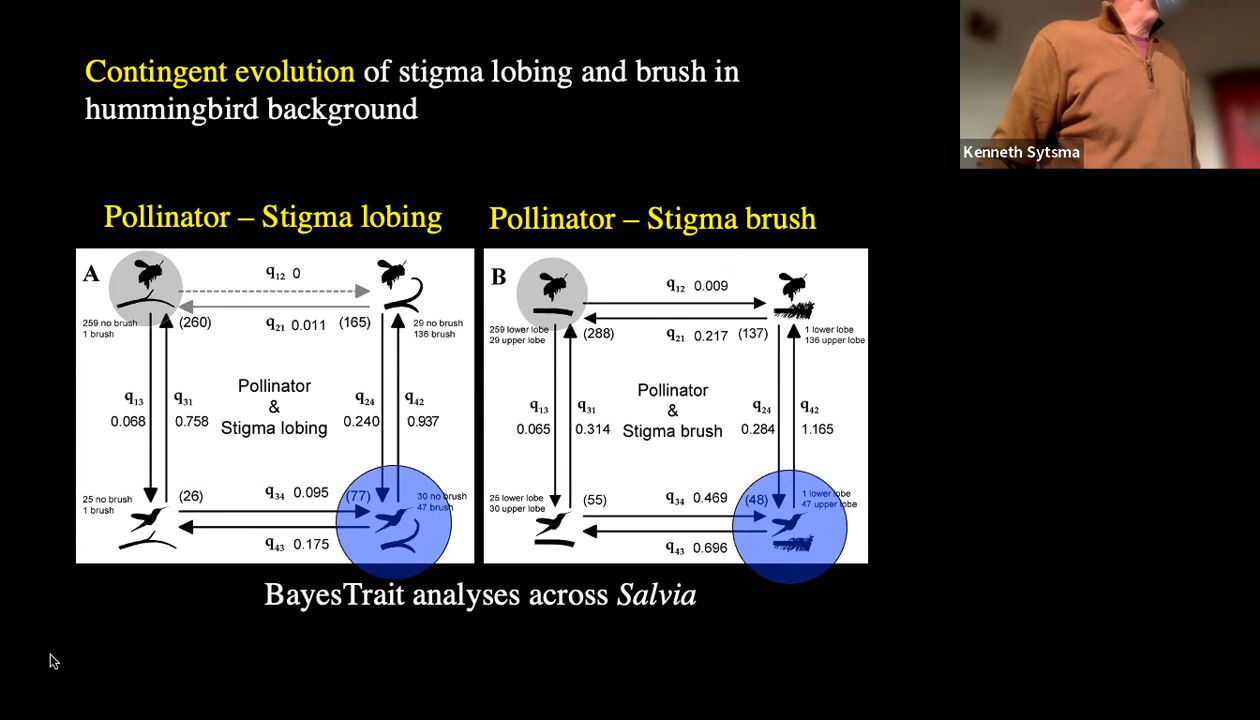 Contingent evolution of stigma lobing and brush in
hummingbird background
Kenneth Sytsma
Pollinator – Stigma lobing
Pollinator – Stigma brush
A
q12 0
q21 0.011
259 no brush
1 brush
(260)
(165)
29 no brush
136 brush
q13
0.068
q31
0.758
Pollinator
&
Stigma lobing
q24
0.240
q42
0.937
25 no brush
1 brush
(26)
q34 0.095
(77)
30 no brush
47 brush
q43 0.175
B
q12 0.009
q21 0.217
259 lower lobe
29 upper lobe
(288)
(137)
1 lower lobe
136 upper lobe
q13
0.065
q31
0.314
Pollinator
&
Stigma brush
q24
0.284
q42
1.165
25 lower lobe
30 upper lobe
(55)
q34 0.469
(48)
1 lower lobe
47 upper lobe
q43 0.696
BayesTrait analyses across Salvia